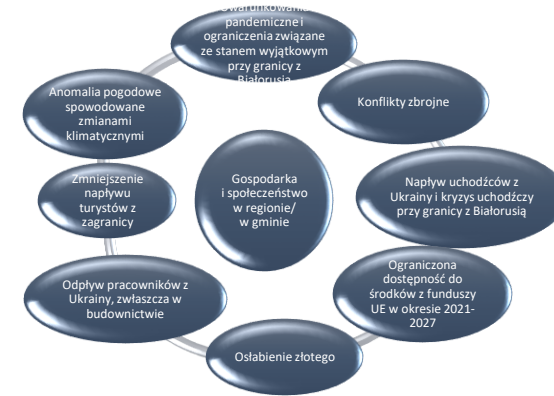 Uwarunkowania
pandemiczne i
ograniczenia związane
ze stanem wyjątkowym
przy granicy z
Białorusią
Konflikty zbrojne
Napływ uchodźców z
Ukrainy i kryzys uchodźczy
przy granicy z Białorusią
Ograniczona
dostępność do
środków z funduszy
UE w okresie 2021-
2027
Osłabienie złotego
Odpływ pracowników z
Ukrainy, zwłaszcza w
budownictwie
Zmniejszenie
napływu
turystów z
zagranicy
Anomalia pogodowe
spowodowane
zmianami
klimatycznymi
Gospodarka
i społeczeństwo
w regionie/
w gminie